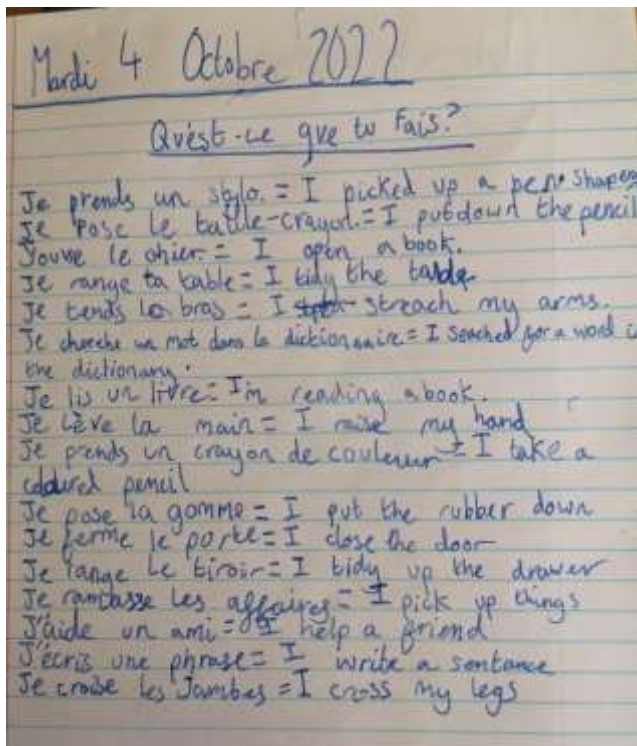 Mardi 4 Octobre 2022
Qu'ést-ce que tu fais?
Je prends un stylo. = I picked up a pen. shaper
Je Pose le taille-crayon. = I put down the pencil
J'ouvre le chier. = I open a book.
Je range ta table = I tidy the table
Je tends le bras = I streach my arms.
Je cherche un mot dans le dictionnaire. = I seached for a word in
the dictionary.
Je lis un livre = I'm reading a book.
Je Lève la main = I raise my hand
Je prends un crayon de couleur = I take a
coloured pencil
Je pose la gomme = I put the rubber down
Je ferme le porte = I close the door
Je range Le tiroir = I tidy up the drawer
Je ramasse Les affaires = I pick up things
J'aide un ami = I help a friend
J'écris une phrase = I write a sentance
Je croise les Jambes = I cross my legs